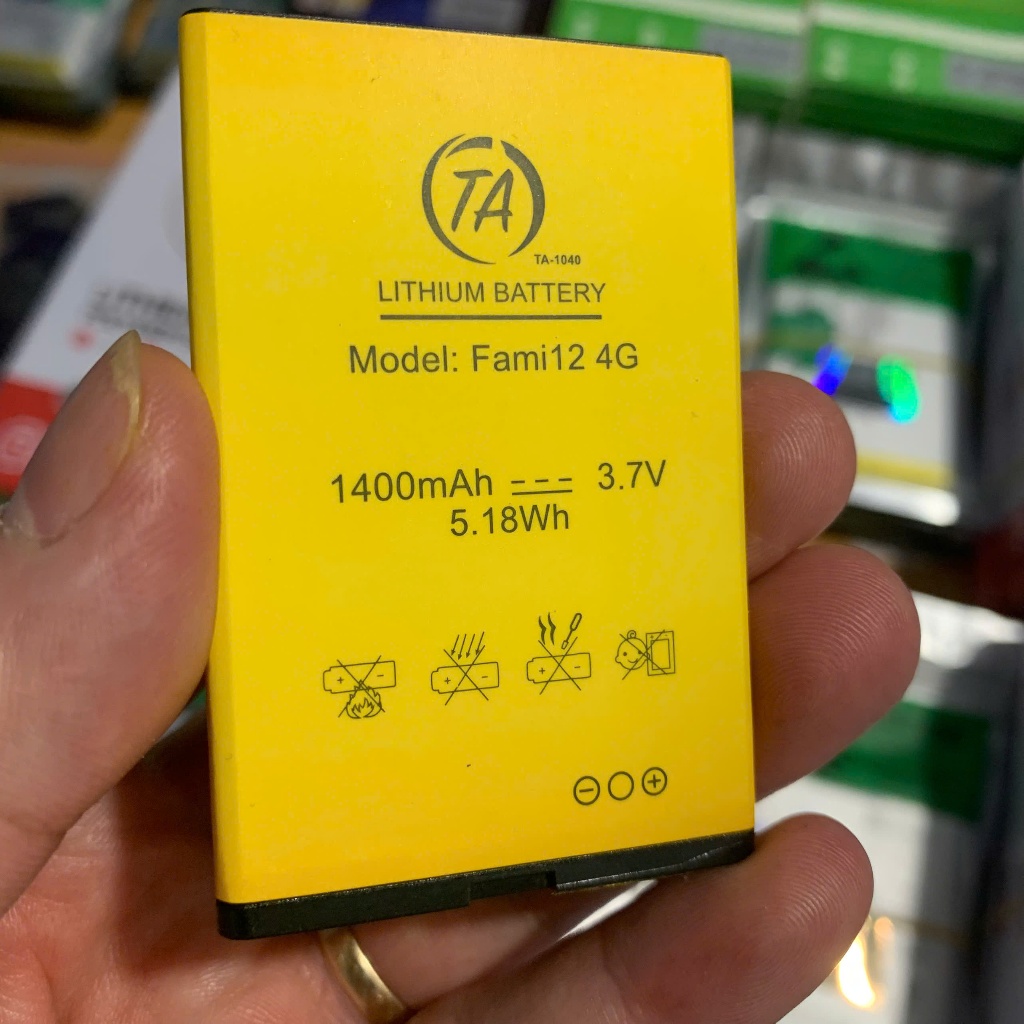 TA
TA-1040
LITHIUM BATTERY
Model: Fami12 4G
1400mAh 3.7V
5.18Wh